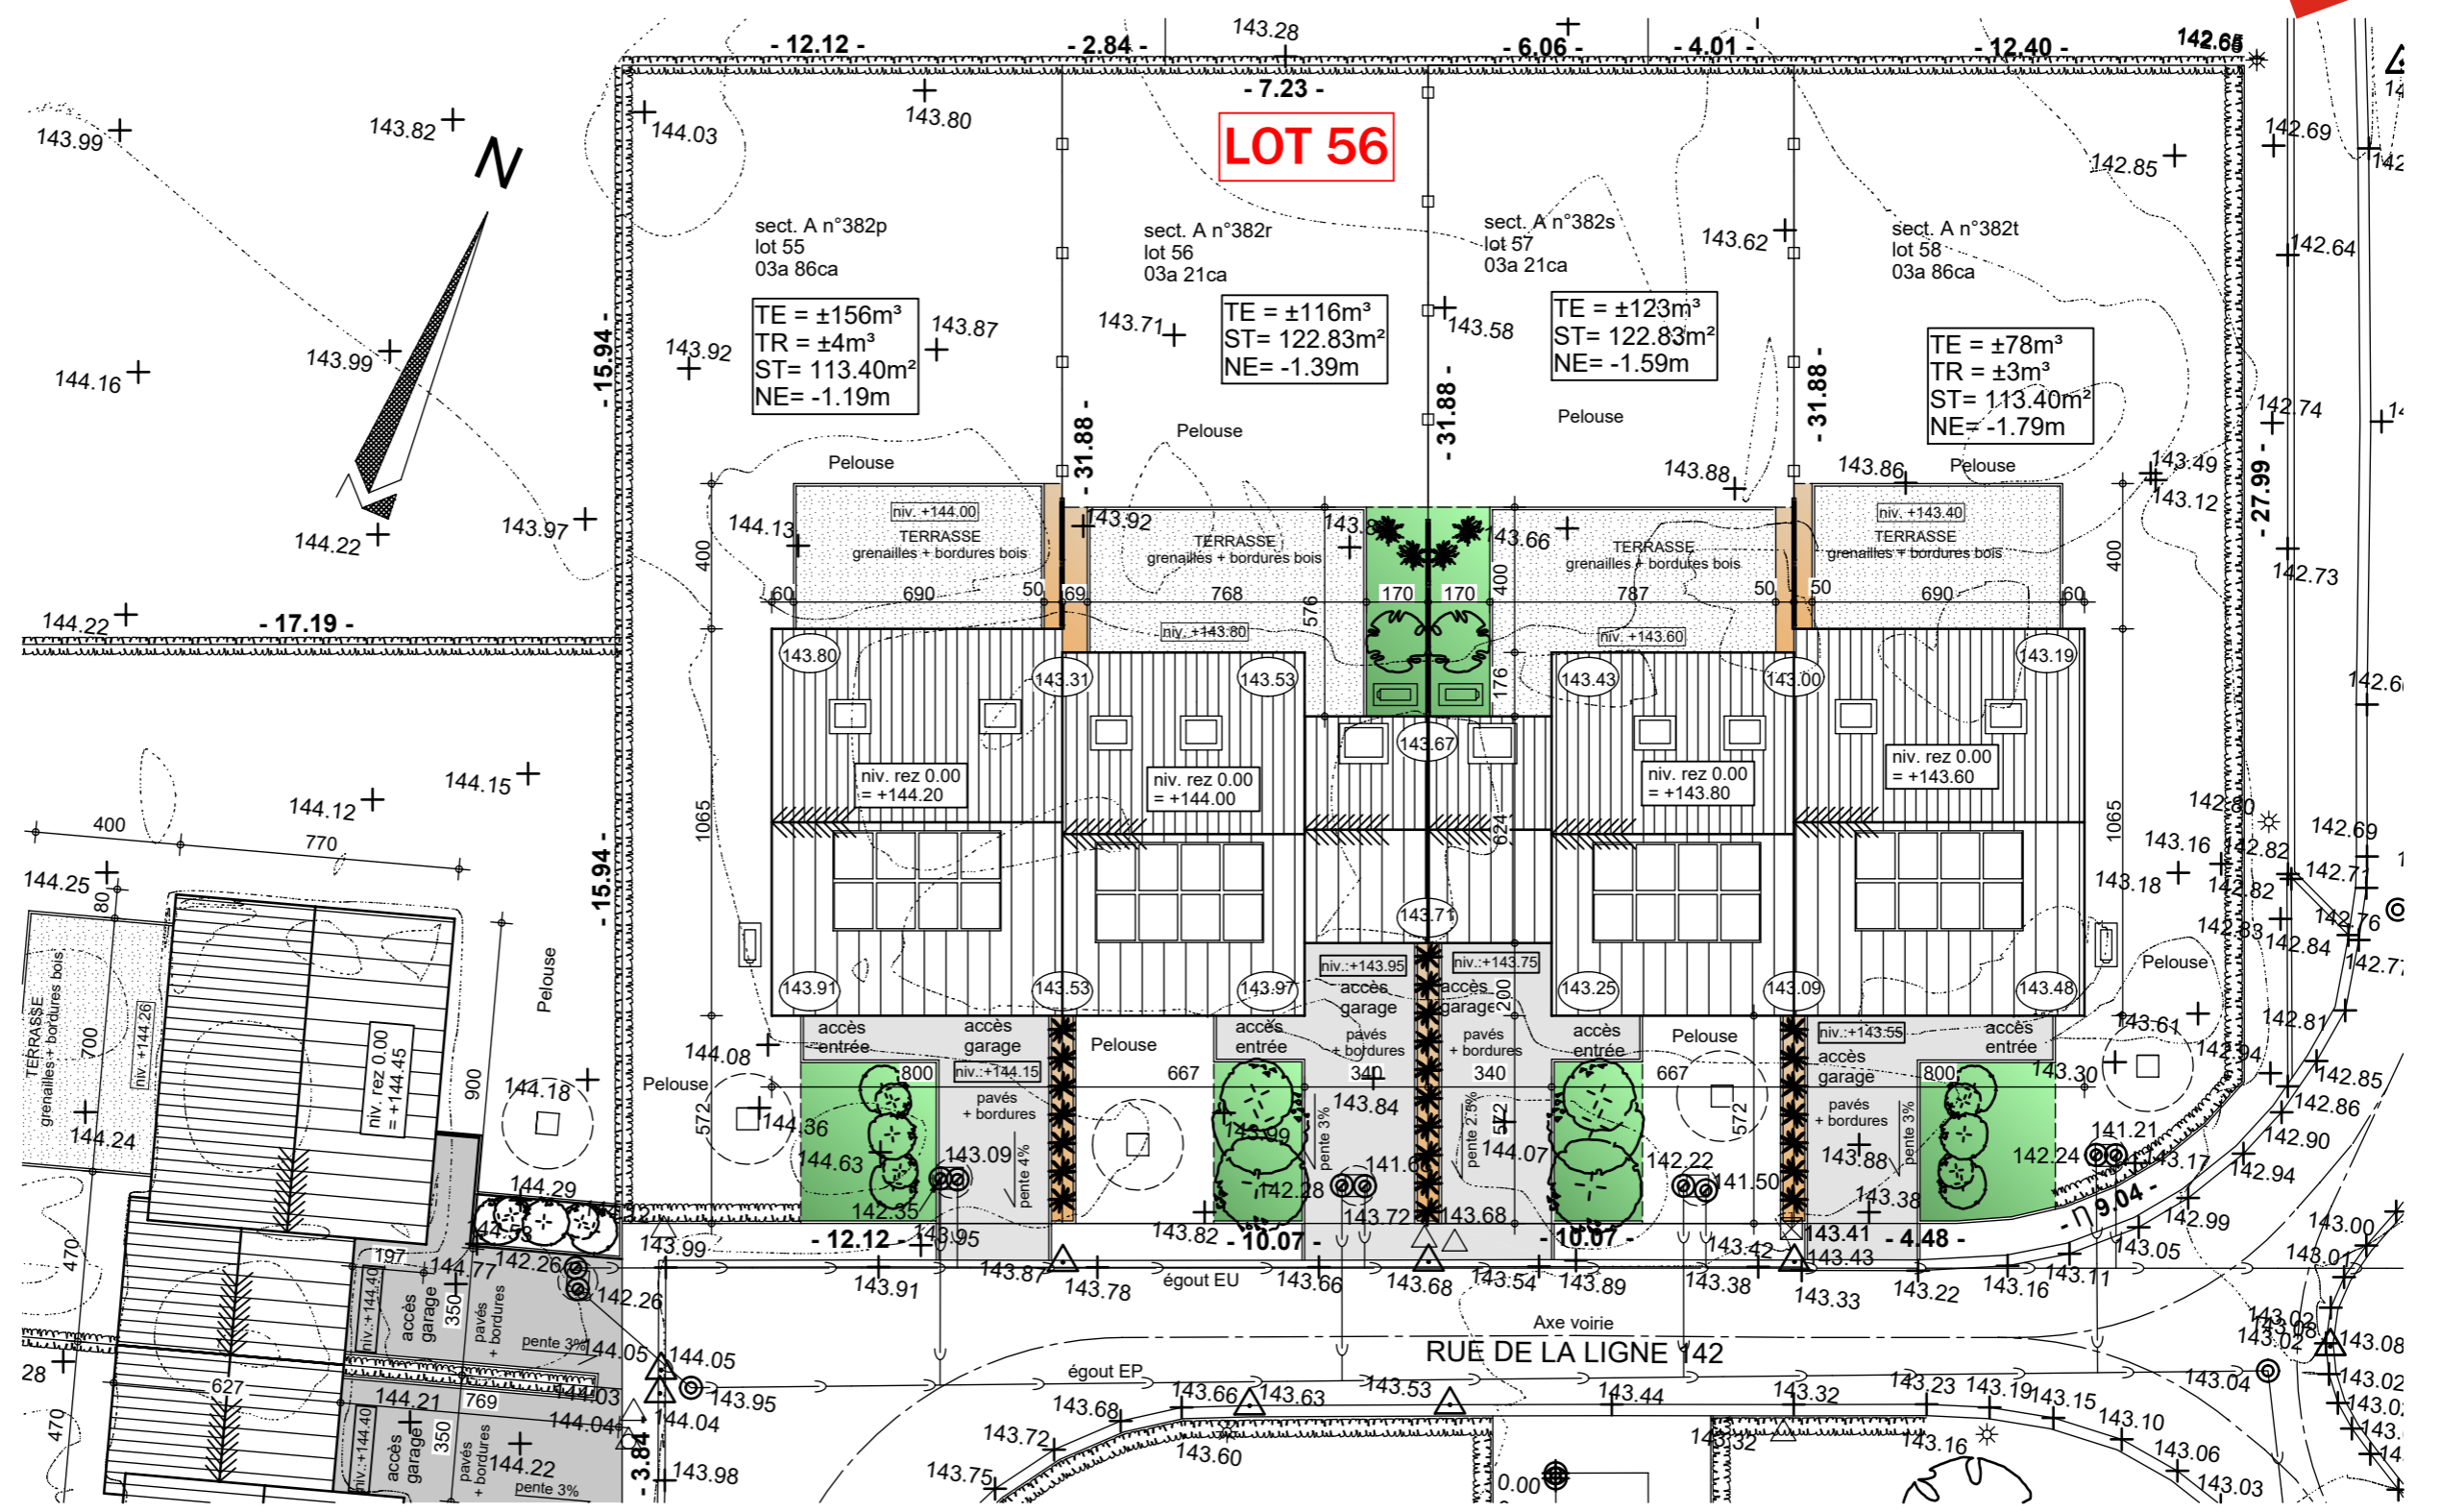 - 12.12 -
- 2.84 -
143.28
- 6.06 -
- 4.01 -
- 12.40 -
142.65
- 7.23 -
LOT 56
143.99
143.82
N
144.03
143.80
142.85
142.69
sect. A n°382p
lot 55
03a 86ca
sect. A n°382r
lot 56
03a 21ca
sect. A n°382s
lot 57
03a 21ca
143.62
sect. A n°382t
lot 58
03a 86ca
142.64
TE = ±156m³
TR = ±4m³
ST= 113.40m²
NE= -1.19m
TE = ±116m³
ST= 122.83m²
NE= -1.39m
TE = ±123m³
ST= 122.83m²
NE= -1.59m
TE = ±78m³
TR = ±3m³
ST= 113.40m²
NE= -1.79m
144.16
143.99
- 15.94 -
143.92
143.87
143.71
143.58
- 31.88 -
- 31.88 -
- 31.88 -
142.74
- 27.99 -
Pelouse
Pelouse
Pelouse
Pelouse
143.88
143.86
143.49
143.12
144.22
143.97
144.13
143.92
143.66
142.73
niv. +144.00
TERRASSE
grenailles + bordures bois
TERRASSE
grenailles + bordures bois
TERRASSE
grenailles + bordures bois
niv. +143.40
TERRASSE
grenailles + bordures bois
400
60
690
50
69
768
576
170
170
400
787
50
50
690
60
400
niv. +143.80
niv. +143.60
176
144.22
- 17.19 -
143.80
143.31
143.53
143.43
143.00
143.19
143.67
niv. rez 0.00
= +144.20
niv. rez 0.00
= +144.00
niv. rez 0.00
= +143.80
niv. rez 0.00
= +143.60
144.15
144.12
1065
624
1065
142.80
142.69
143.16
142.82
142.71
143.18
142.82
142.76
142.83
142.84
400
770
144.25
80
- 15.94 -
143.71
143.91
143.53
143.97
143.25
143.09
143.48
niv.:+143.95
accès
garage
niv.:+143.75
accès
garage
200
Pelouse
142.81
143.61
142.94
TERRASSE
grenailles + bordures bois
niv. +144.26
700
niv. rez 0.00
= +144.45
900
Pelouse
144.18
144.24
144.08
Pelouse
accès
entrée
accès
garage
niv.:+144.15
pavés
+ bordures
pente 4%
800
572
144.36
144.63
143.09
142.35
Pelouse
667
accès
entrée
pavés
+ bordures
340
143.84
pente 3%
143.99
142.28
pavés
+ bordures
340
pente 2.5%
572
144.07
accès
entrée
Pelouse
667
572
142.22
141.50
niv.:+143.55
accès
garage
accès
entrée
800
pavés
+ bordures
pente 3%
143.88
143.38
143.30
142.85
142.86
142.90
141.21
142.24
143.17
142.94
144.29
- 12.12 -
143.95
143.82
- 10.07 -
143.72
143.68
- 10.07 -
143.42
143.41
143.43
- 4.48 -
- Π 9.04 -
142.99
143.00
143.05
143.01
143.11
143.99
143.91
143.87
143.78
égout EU
143.66
143.68
143.54
143.89
143.38
143.33
143.22
143.16
197
144.77
142.26
142.26
470
niv.:+144.40
accès
garage
350
pavés
+ bordures
pente 3%
144.05
144.05
Axe voirie
RUE DE LA LIGNE 142
143.02
143.08
28
627
769
144.21
144.03
144.04
144.04
143.95
égout EP
143.66
143.63
143.53
143.44
143.32
143.23
143.19
143.15
143.04
143.02
470
niv.:+144.40
accès
garage
350
pavés
+ bordures
144.22
pente 3%
- 3.84 -
143.98
143.68
143.72
143.75
143.60
143.16
143.10
143.06
143.03
0.00